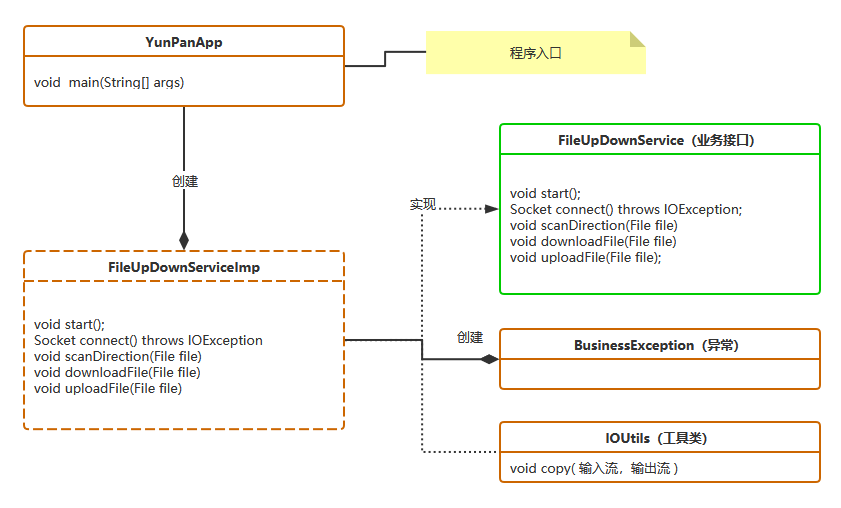 YunPanApp
void  main(String[] args)
程序入口
FileUpDownService（业务接口）
void start();
Socket connect() throws IOException;
void scanDirection(File file)
void downloadFile(File file)
void uploadFile(File file);
创建
实现
FileUpDownServiceImp
void start();
Socket connect() throws IOException
void scanDirection(File file)
void downloadFile(File file)
void uploadFile(File file)
创建
BusinessException（异常）
IOUtils（工具类）
void copy( 输入流，输出流 )